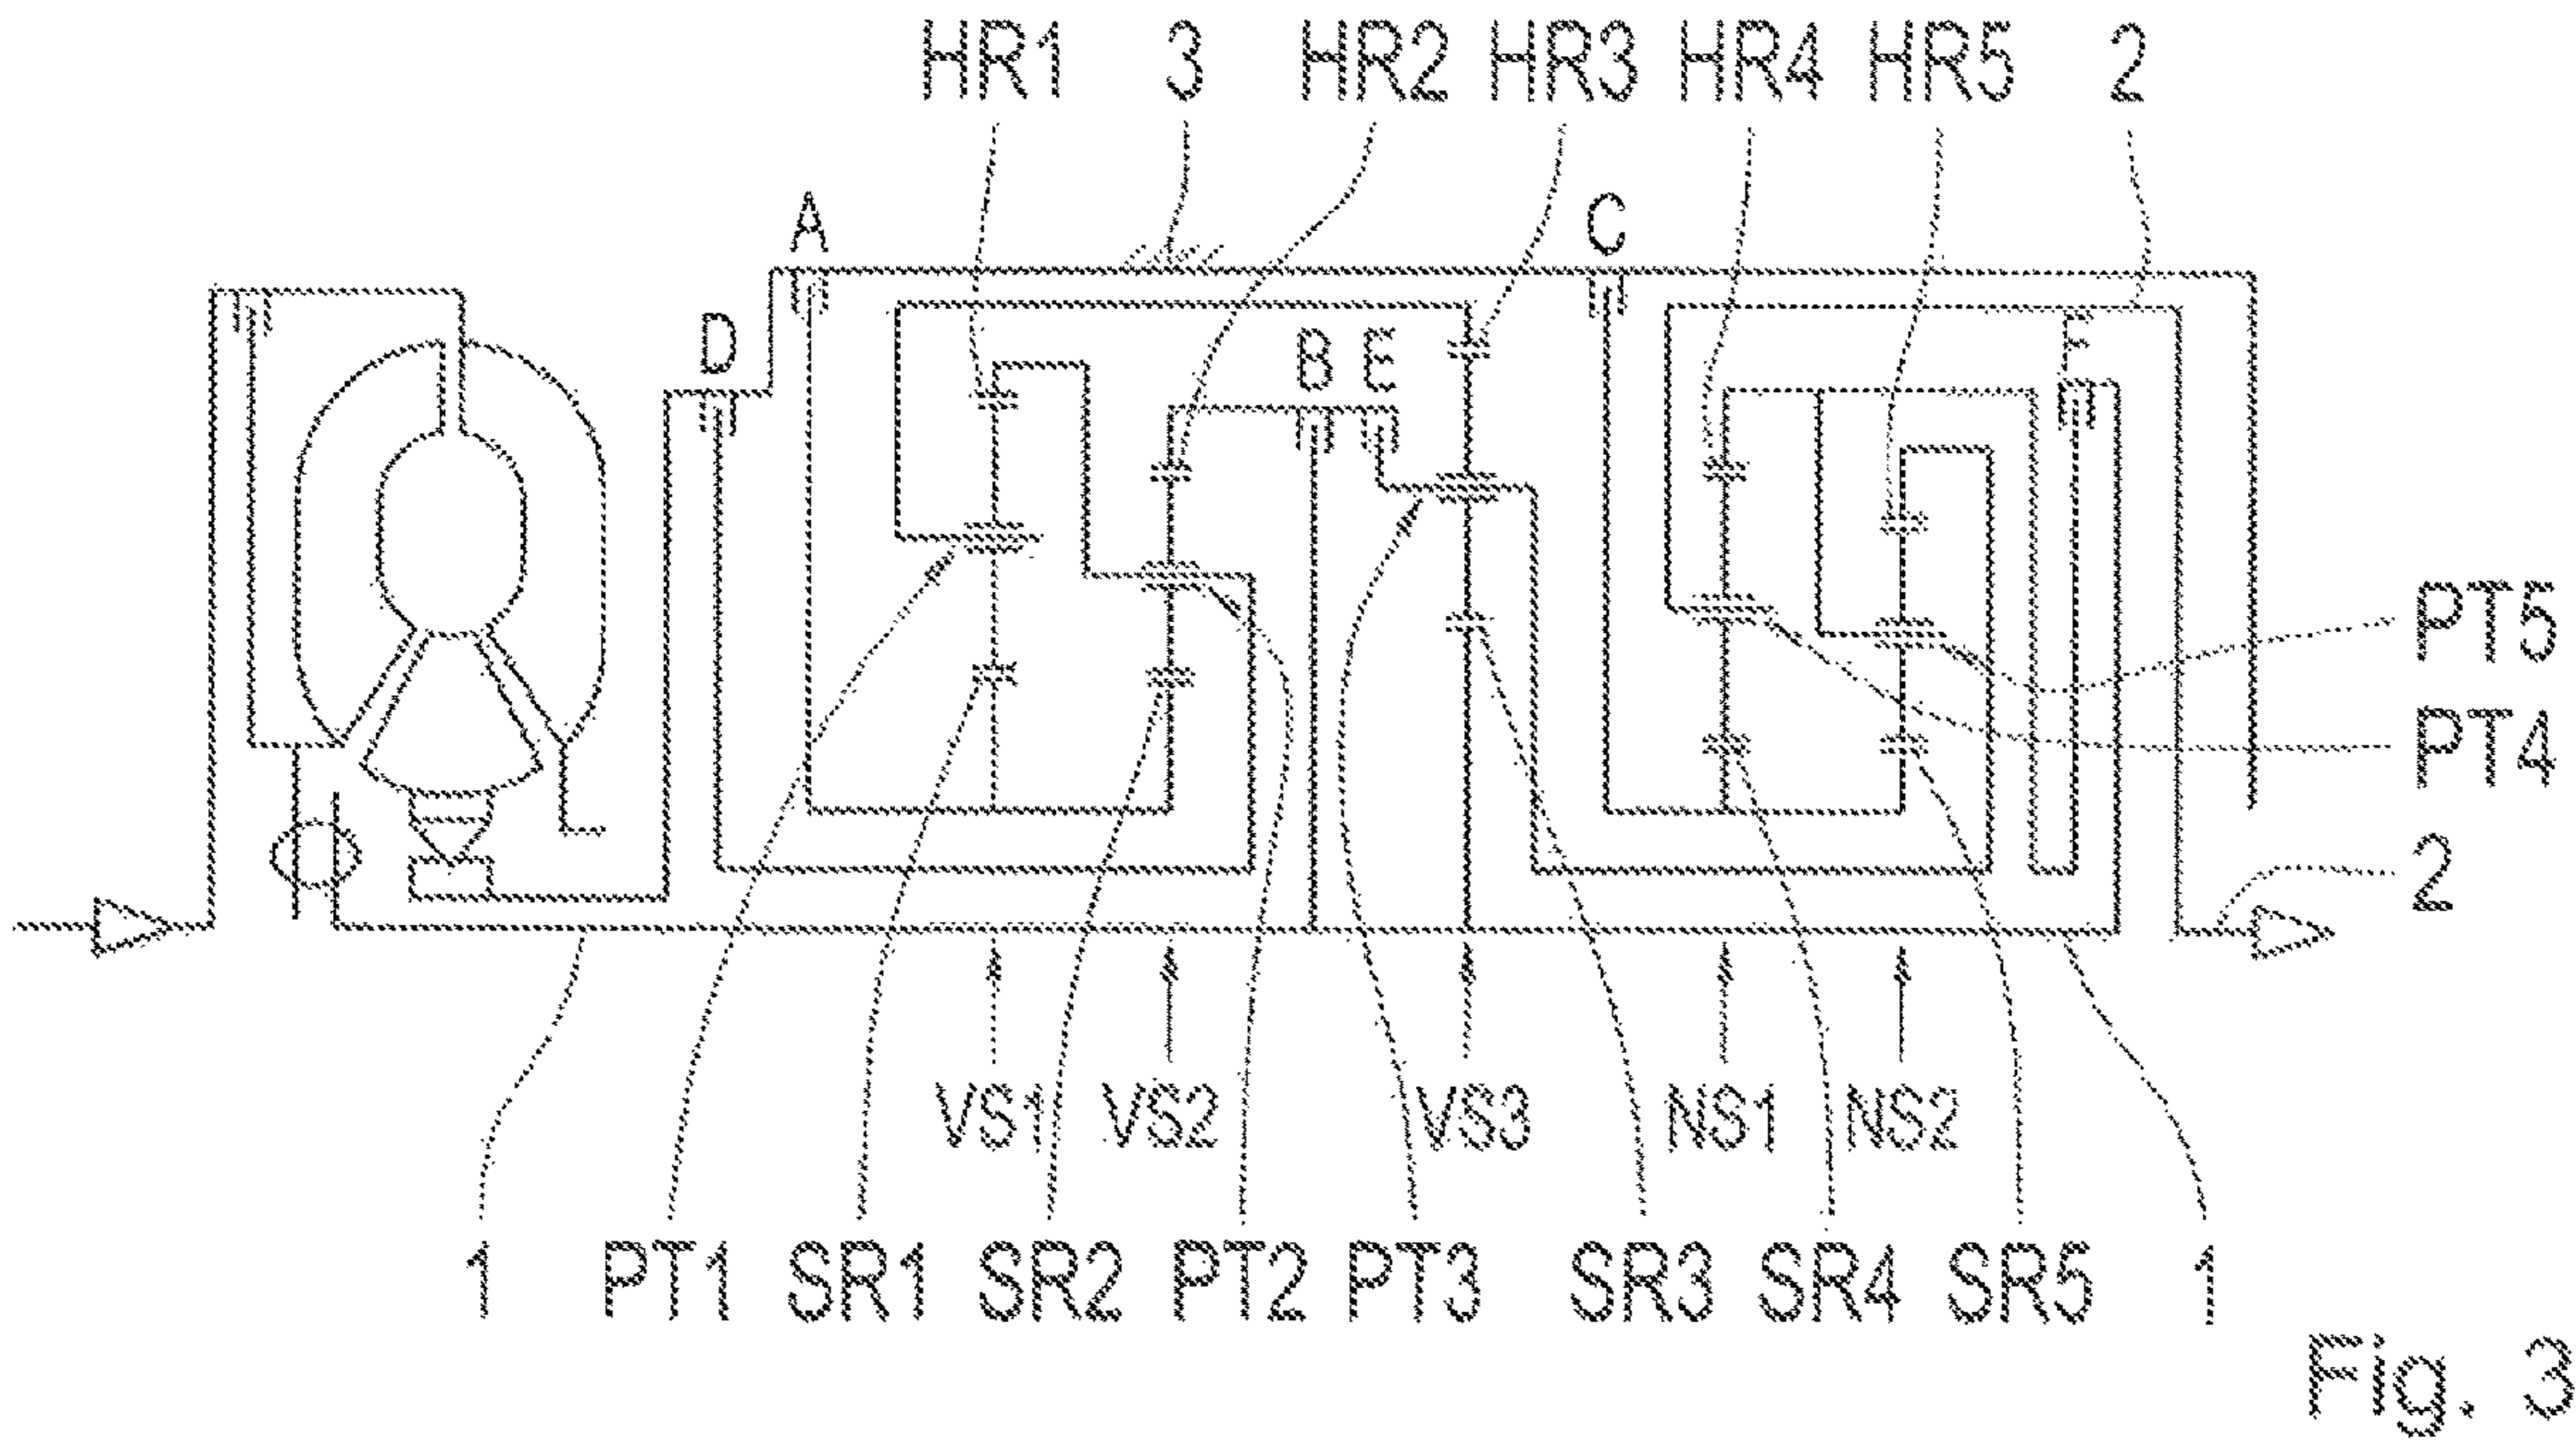 HR1 3 HR2 HR3 HR4 HR5 2
A C
D B E F
PT5
PT4
2
VS1 VS2 VS3 NS1 NS2
1 PT1 SR1 SR2 PT2 PT3 SR3 SR4 SR5 1
Fig. 3